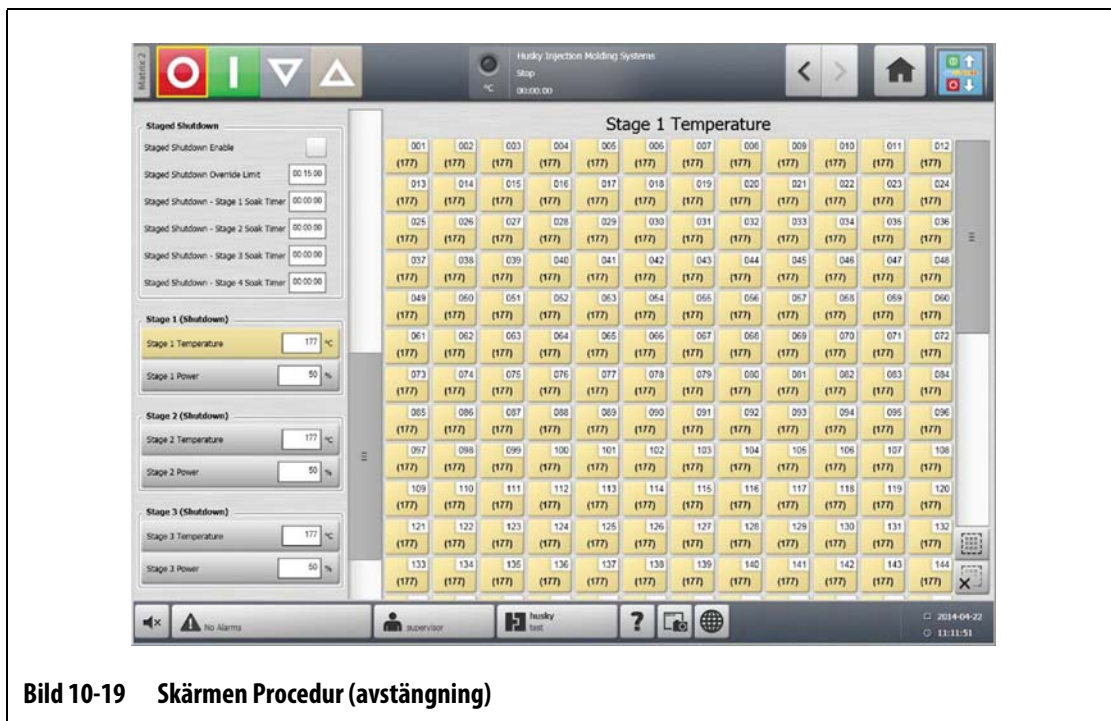 Matrix 2
Husky Injection Molding Systems
Stop
°C 00:00:00
Staged Shutdown
Staged Shutdown Enable
Staged Shutdown Override Limit 00:15:00
Staged Shutdown - Stage 1 Soak Timer 00:00:00
Staged Shutdown - Stage 2 Soak Timer 00:00:00
Staged Shutdown - Stage 3 Soak Timer 00:00:00
Staged Shutdown - Stage 4 Soak Timer 00:00:00
Stage 1 (Shutdown)
Stage 1 Temperature 177 °C
Stage 1 Power 50 %
Stage 2 (Shutdown)
Stage 2 Temperature 177 °C
Stage 2 Power 50 %
Stage 3 (Shutdown)
Stage 3 Temperature 177 °C
Stage 3 Power 50 %
Stage 1 Temperature
001 002 003 004 005 006 007 008 009 010 011 012
(177) (177) (177) (177) (177) (177) (177) (177) (177) (177) (177) (177)
013 014 015 016 017 018 019 020 021 022 023 024
(177) (177) (177) (177) (177) (177) (177) (177) (177) (177) (177) (177)
025 026 027 028 029 030 031 032 033 034 035 036
(177) (177) (177) (177) (177) (177) (177) (177) (177) (177) (177) (177)
037 038 039 040 041 042 043 044 045 046 047 048
(177) (177) (177) (177) (177) (177) (177) (177) (177) (177) (177) (177)
049 050 051 052 053 054 055 056 057 058 059 060
(177) (177) (177) (177) (177) (177) (177) (177) (177) (177) (177) (177)
061 062 063 064 065 066 067 068 069 070 071 072
(177) (177) (177) (177) (177) (177) (177) (177) (177) (177) (177) (177)
073 074 075 076 077 078 079 080 081 082 083 084
(177) (177) (177) (177) (177) (177) (177) (177) (177) (177) (177) (177)
085 086 087 088 089 090 091 092 093 094 095 096
(177) (177) (177) (177) (177) (177) (177) (177) (177) (177) (177) (177)
097 098 099 100 101 102 103 104 105 106 107 108
(177) (177) (177) (177) (177) (177) (177) (177) (177) (177) (177) (177)
109 110 111 112 113 114 115 116 117 118 119 120
(177) (177) (177) (177) (177) (177) (177) (177) (177) (177) (177) (177)
121 122 123 124 125 126 127 128 129 130 131 132
(177) (177) (177) (177) (177) (177) (177) (177) (177) (177) (177) (177)
133 134 135 136 137 138 139 140 141 142 143 144
(177) (177) (177) (177) (177) (177) (177) (177) (177) (177) (177) (177)
No Alarms
supervisor
husky
test
?
2014-04-22
11:11:51
Bild 10-19 Skärmen Procedur (avstängning)